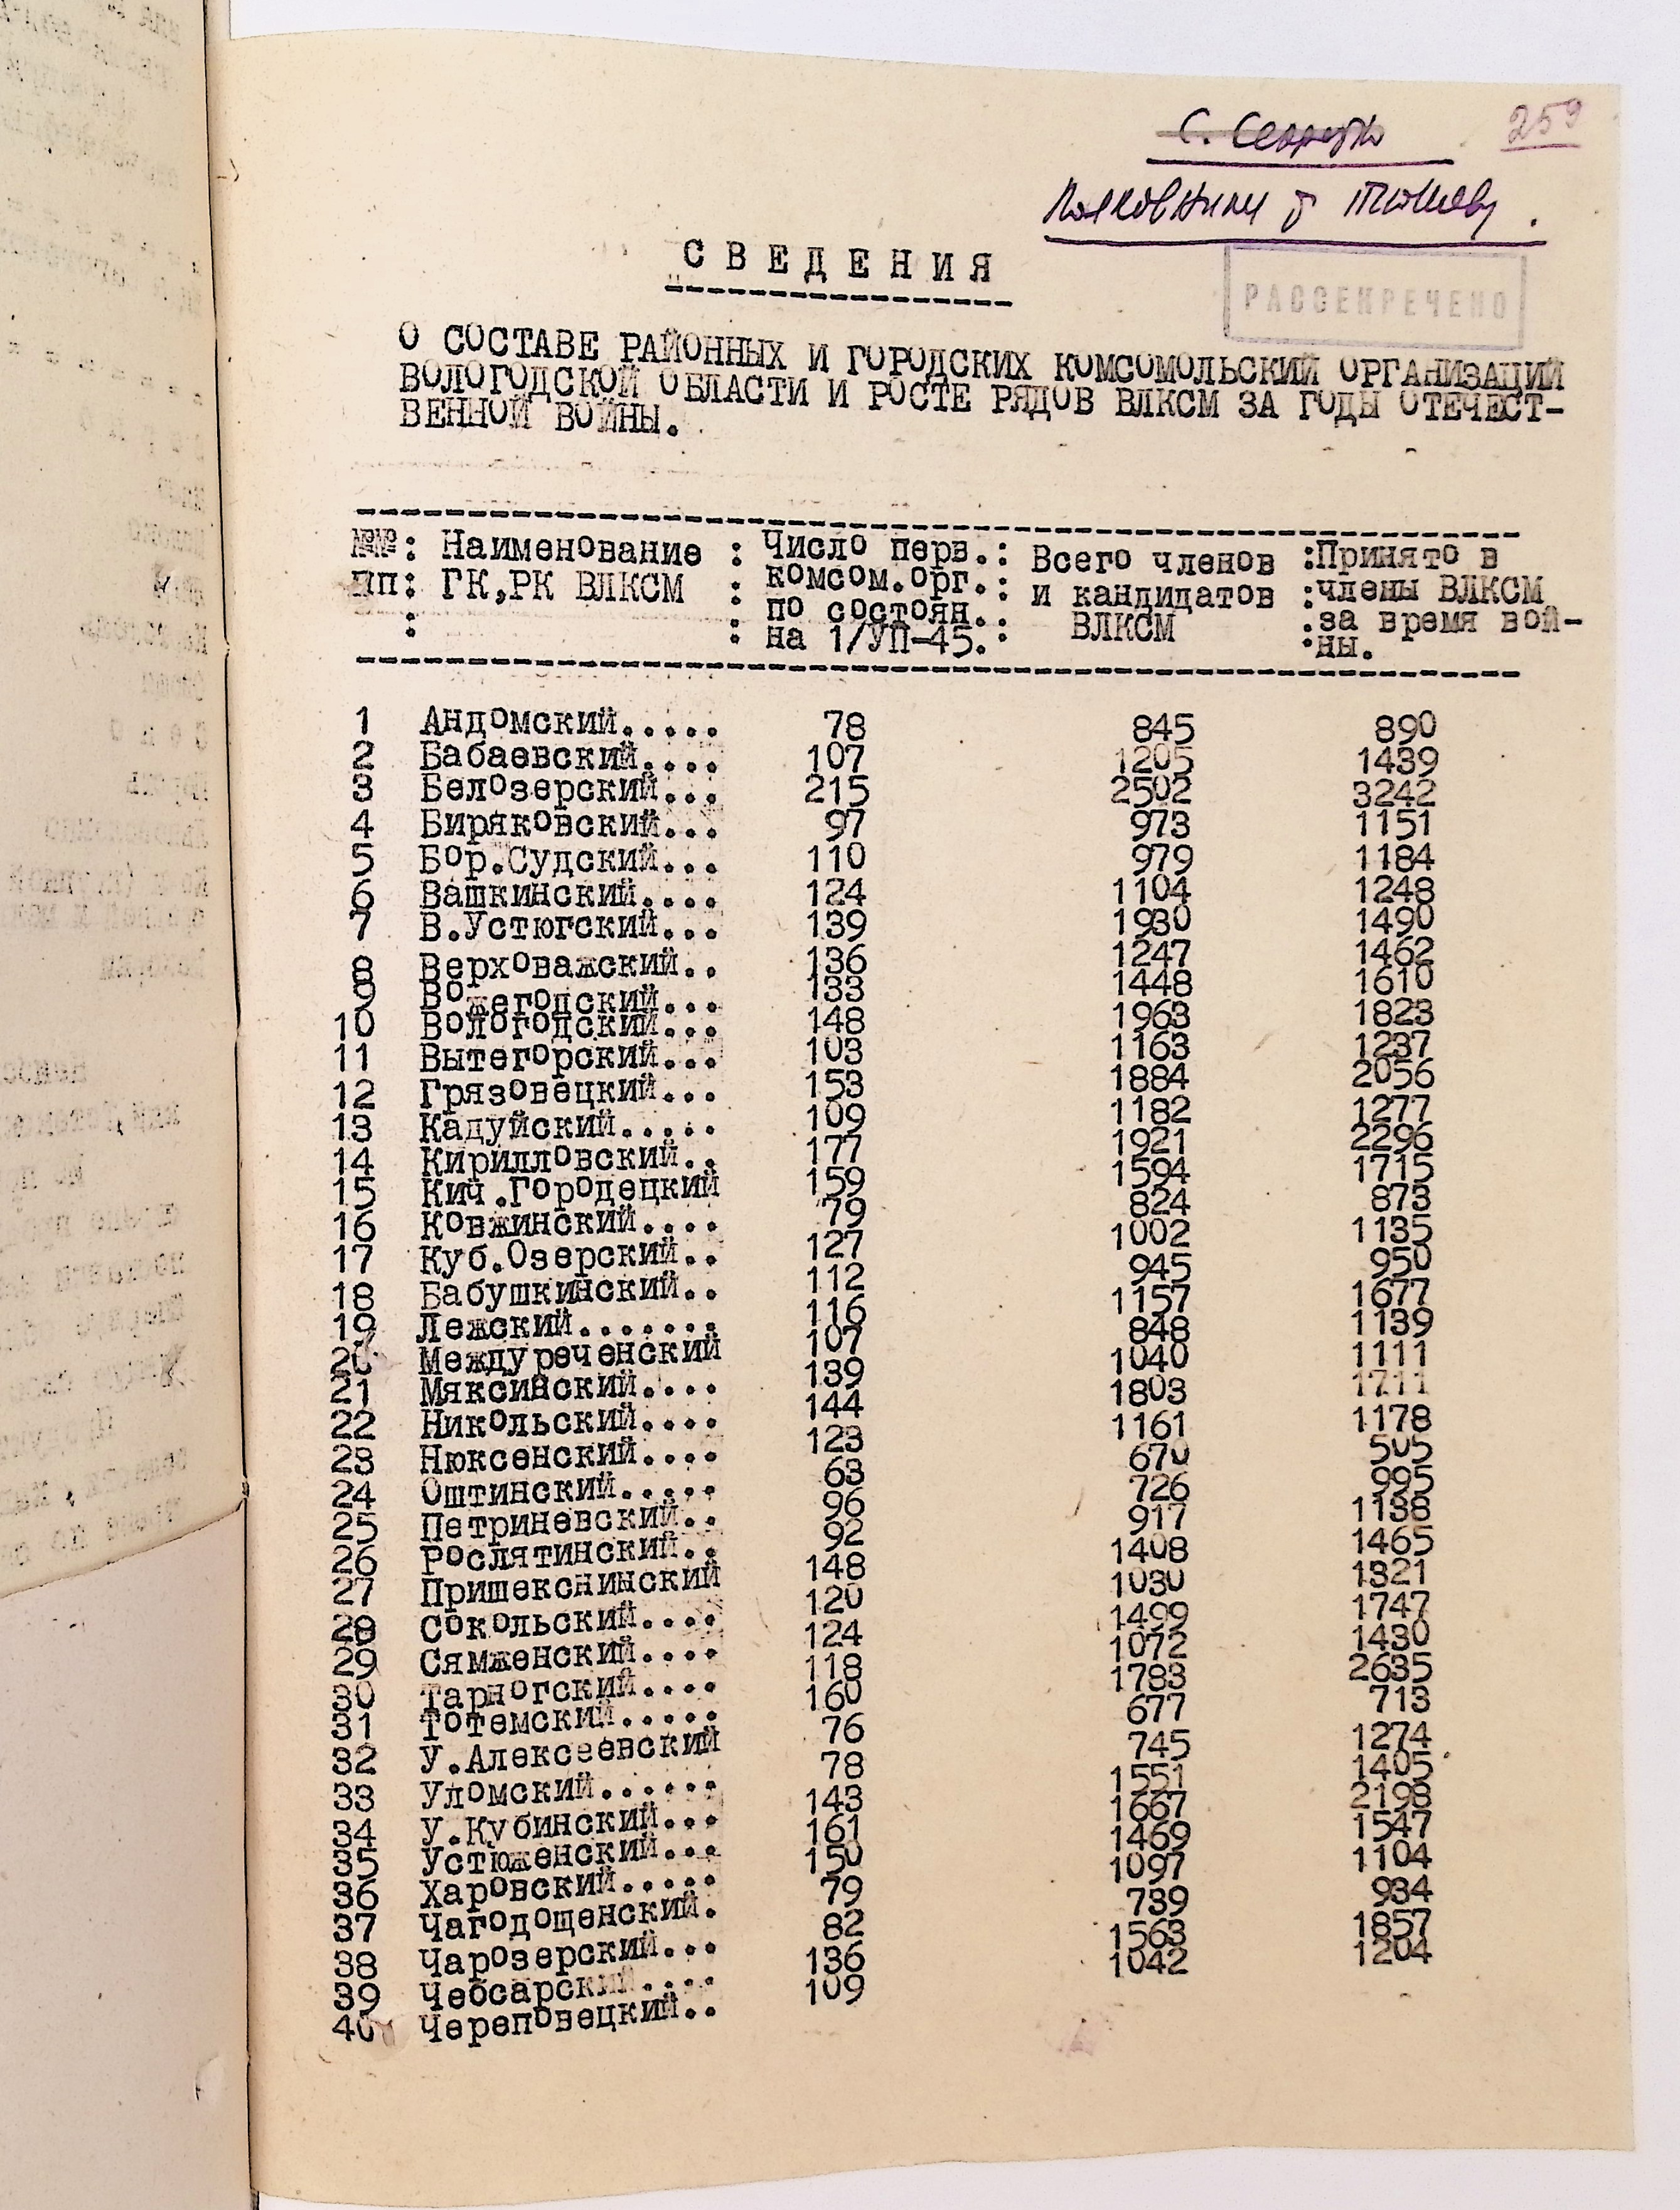 259
РАССЕКРЕЧЕНО
СВЕДЕНИЯ
О СОСТАВЕ РАЙОННЫХ И ГОРОДСКИХ КОМСОМОЛЬСКИЙ ОРГАНИЗАЦИЙ
ВОЛОГОДСКОЙ ОБЛАСТИ И РОСТЕ РЯДОВ ВЛКСМ ЗА ГОДЫ ОТЕЧЕСТ-
ВЕННОЙ ВОЙНЫ.
№№: Наименование : Число перв.: Всего членов :Принято в
пп: ГК,РК ВЛКСМ : комсом.орг.: и кандидатов :члены ВЛКСМ
: : по состоян.: ВЛКСМ :за время вой-
: на 1/УП-45.: :ны.
1 Андомский..... 78 845 890
2 Бабаевский.... 107 1205 1439
3 Белозерский... 215 2502 3242
4 Биряковский... 97 973 1151
5 Бор.Судский... 110 979 1184
6 Вашкинский.... 124 1104 1248
7 В.Устюгский... 139 1930 1490
8 Верховажский.. 136 1247 1462
9 Вожегодский... 133 1448 1610
10 Вологодский... 148 1963 1823
11 Вытегорский... 103 1163 1237
12 Грязовецкий... 153 1884 2056
13 Кадуйский..... 109 1182 1277
14 Кирилловский.. 177 1921 2296
15 Кич.Городецкий 159 1594 1715
16 Ковжинский.... 79 824 873
17 Куб.Озерский.. 127 1002 1135
18 Бабушкинский.. 112 945 950
19 Лежский....... 116 1157 1677
20 Междуреченский 107 848 1139
21 Мяксинский.... 139 1040 1111
22 Никольский.... 144 1803 1711
23 Нюксенский.... 123 1161 1178
24 Оштинский..... 63 670 505
25 Петриневский.. 96 726 995
26 Рослятинский.. 92 917 1138
27 Пришекснинский 148 1408 1465
28 Сокольский.... 120 1030 1321
29 Сямженский.... 124 1499 1747
30 Тарногский.... 118 1072 1430
31 Тотемский..... 160 1783 2635
32 У.Алексеевский 76 677 713
33 Уломский...... 78 745 1274
34 У.Кубинский... 143 1551 1405
35 Устюженский... 161 1667 2198
36 Харовский..... 150 1469 1547
37 Чагодощенский. 79 1097 1104
38 Чарозерский... 82 739 934
39 Чебсарский.... 136 1563 1857
40 Череповецкий.. 109 1042 1204